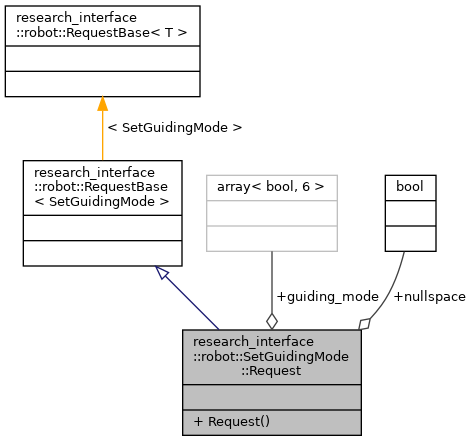 research_interface
::robot::RequestBase< T >
< SetGuidingMode >
research_interface
::robot::RequestBase
< SetGuidingMode >
array< bool, 6 >
bool
+guiding_mode
+nullspace
research_interface
::robot::SetGuidingMode
::Request
+ Request()